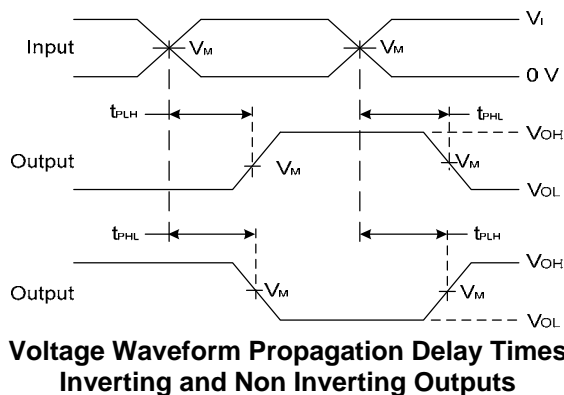 VI
Input
VM
VM
0 V
tPLH
tPHL
VOH
Output
VM
VM
VOL
tPHL
tPLH
VOH
Output
VM
VM
VOL
Voltage Waveform Propagation Delay Times
Inverting and Non Inverting Outputs